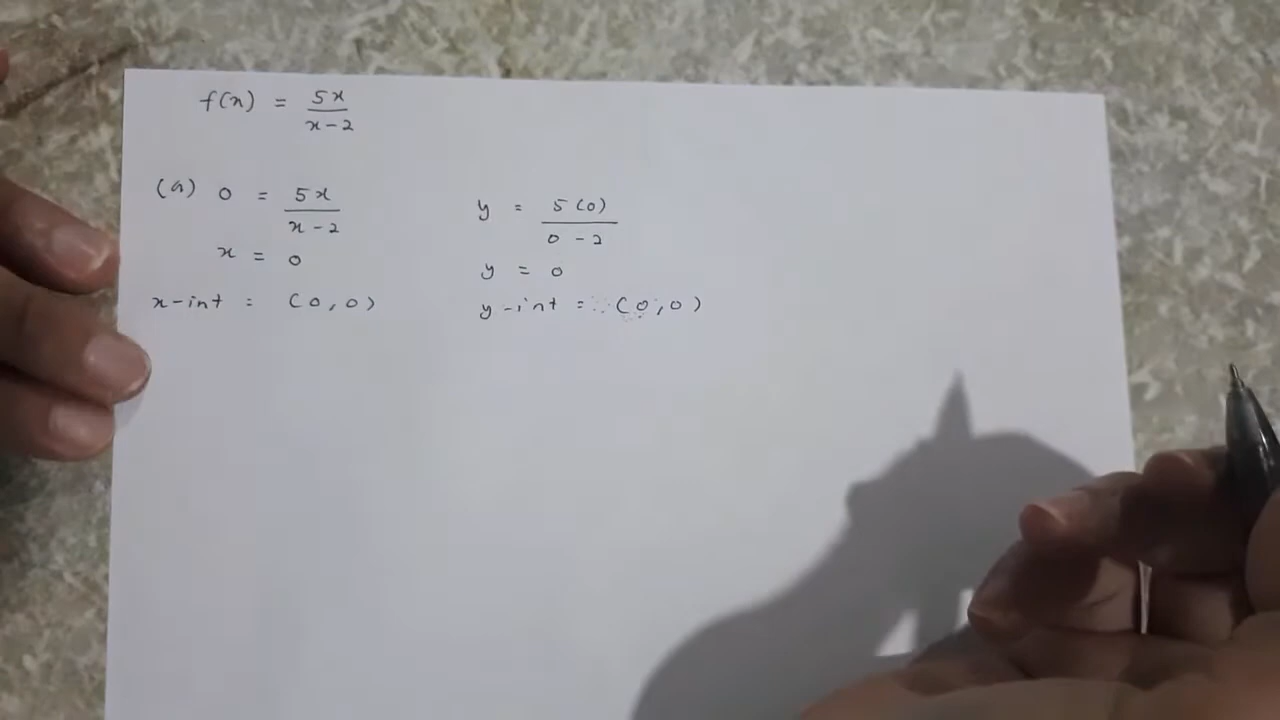 f(x) = 5x / x-2
(a) 0 = 5x / x-2
x = 0
x-int = (0,0)
y = 5(0) / 0-2
y = 0
y-int = (0,0)